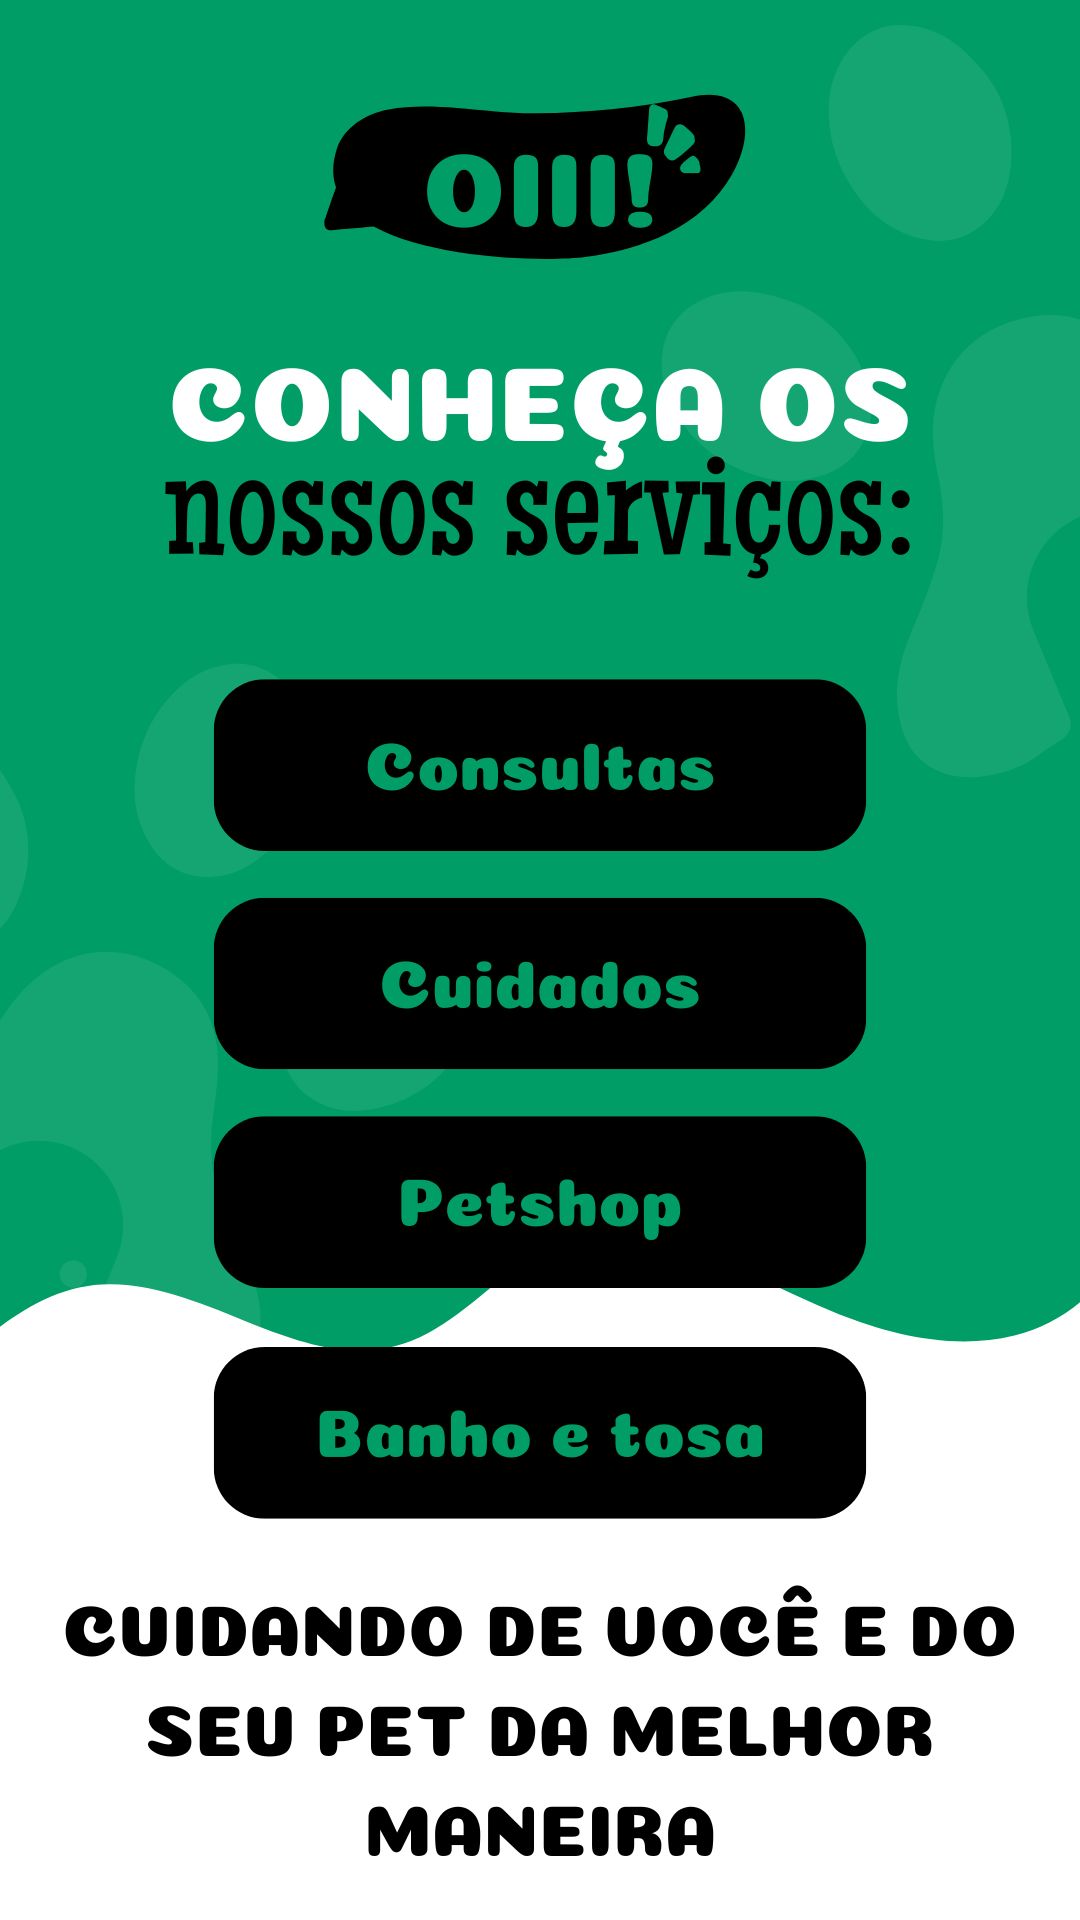 OIII!
CONHEÇA OS
nossos serviços:
Consultas
Cuidados
Petshop
Banho e tosa
CUIDANDO DE VOCÊ E DO
SEU PET DA MELHOR
MANEIRA